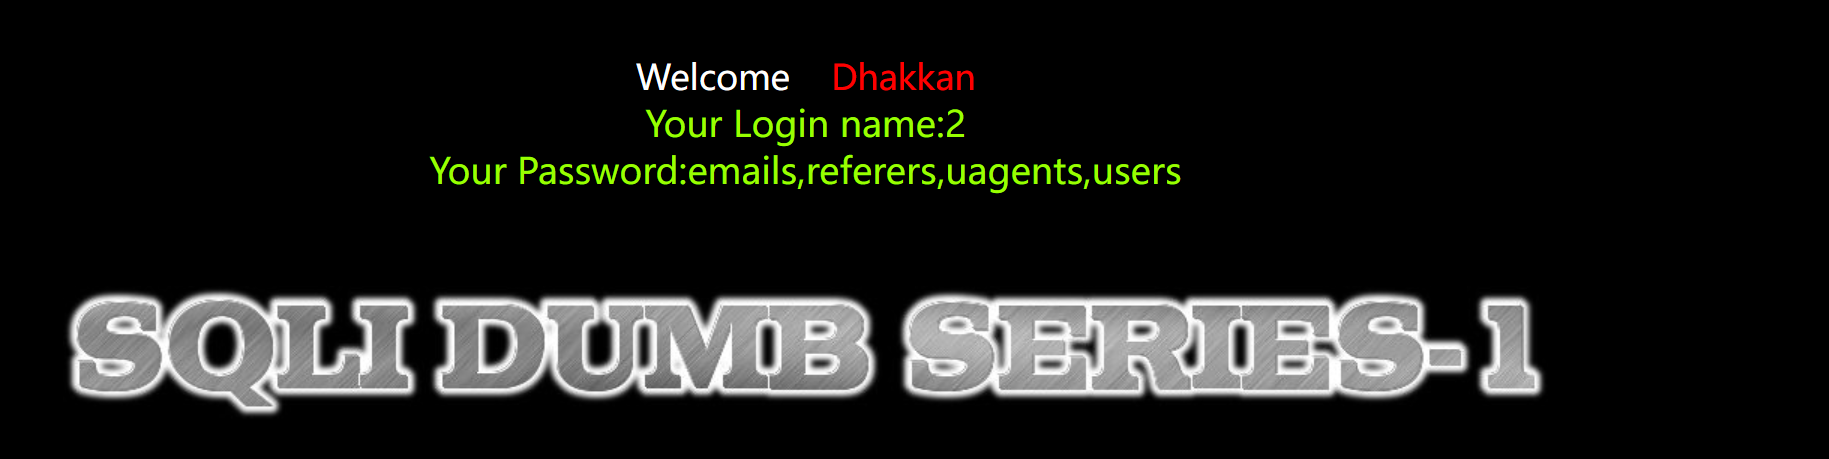 Welcome Dhakkan
Your Login name:2
Your Password:emails,referers,uagents,users
SQLI DUMB SERIES-1